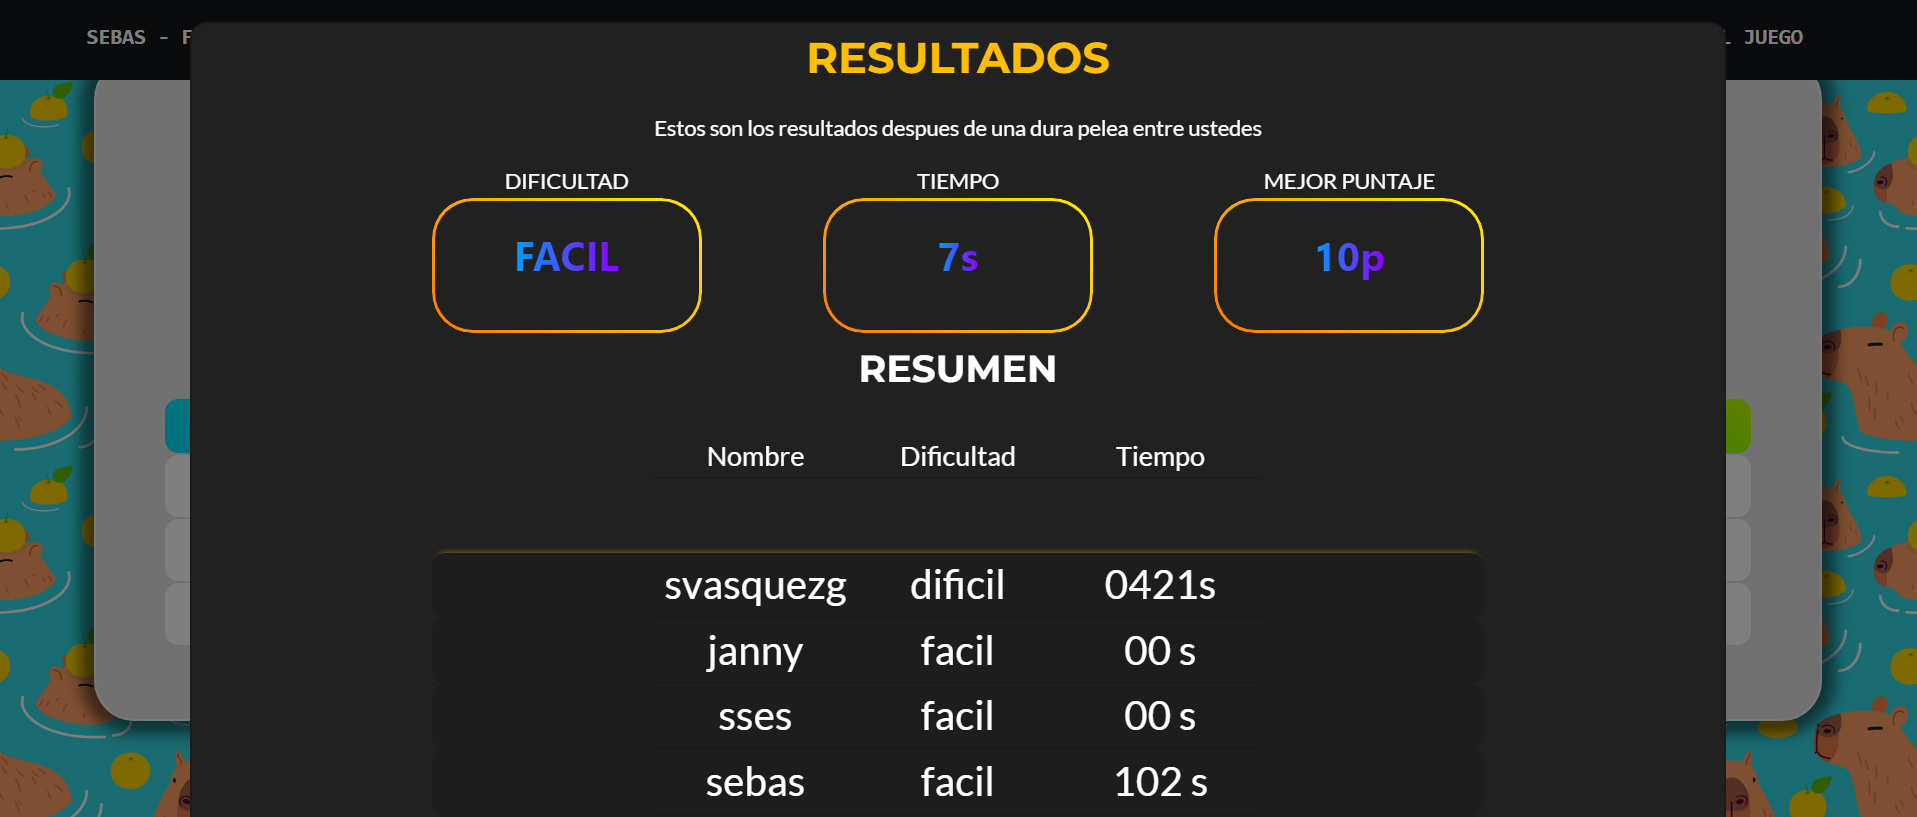 SEBAS - F
JUEGO
RESULTADOS
Estos son los resultados despues de una dura pelea entre ustedes
DIFICULTAD TIEMPO MEJOR PUNTAJE
FACIL 7s 10p
RESUMEN
Nombre Dificultad Tiempo
svasquezg dificil 0421s
janny facil 00 s
sses facil 00 s
sebas facil 102 s